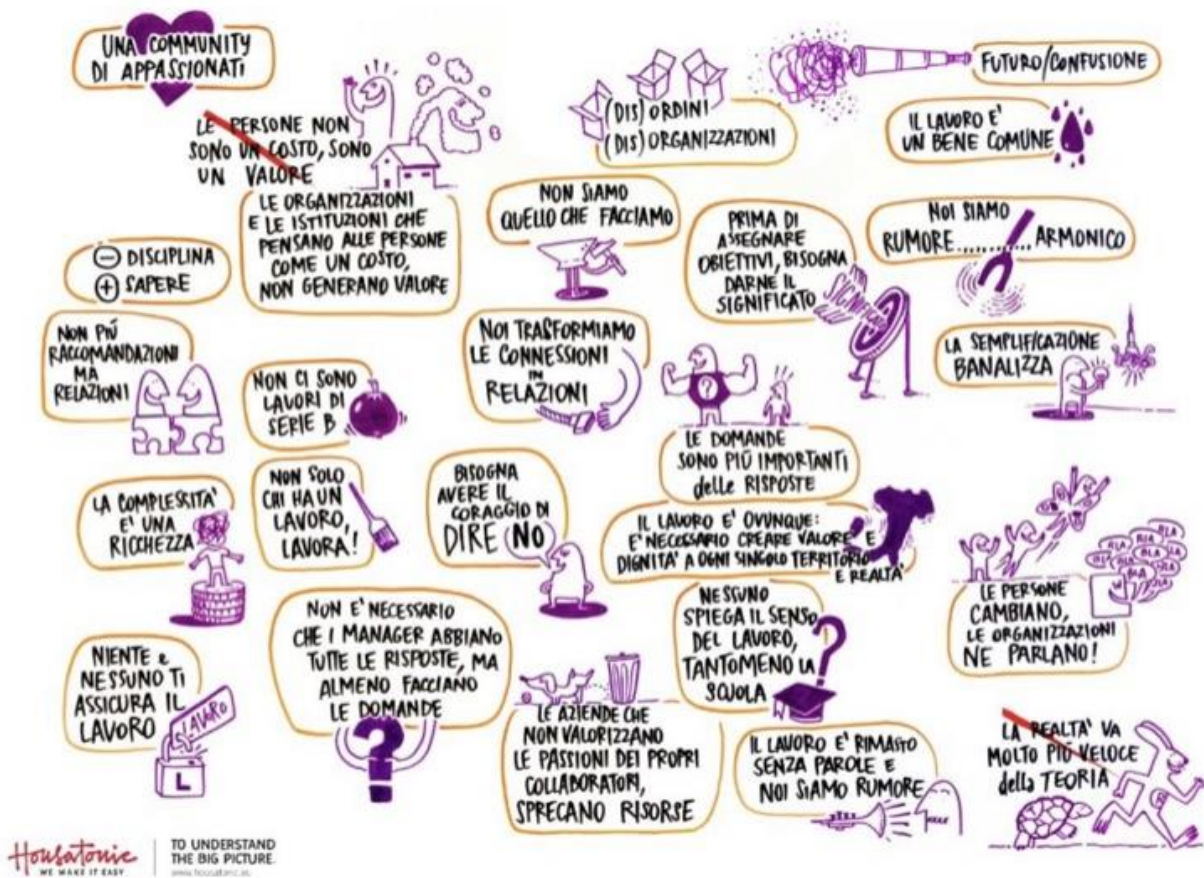 UNA COMMUNITY
DI APPASSIONATI
LE PERSONE NON
SONO UN COSTO, SONO
UN VALORE
LE ORGANIZZAZIONI
E LE ISTITUZIONI CHE
PENSANO ALLE PERSONE
COME UN COSTO,
NON GENERANO VALORE
(DIS)ORDINI
(DIS)ORGANIZZAZIONI
FUTURO/CONFUSIONE
IL LAVORO E'
UN BENE COMUNE
NON SIAMO
QUELLO CHE FACCIAMO
PRIMA DI
ASSEGNARE
OBIETTIVI, BISOGNA
DARNE IL
SIGNIFICATO
NOI SIAMO
RUMORE............ARMONICO
- DISCIPLINA
+ SAPERE
NON PIÚ
RACCOMANDAZIONI
MA
RELAZIONI
NON CI SONO
LAVORI DI
SERIE B
NOI TRASFORMIAMO
LE CONNESSIONI
IN
RELAZIONI
?
LE DOMANDE
SONO PIÚ IMPORTANTI
delle RISPOSTE
LA SEMPLIFICAZIONE
BANALIZZA
LA COMPLESSITA'
E' UNA
RICCHEZZA
NON SOLO
CHI HA UN
LAVORO,
LAVORA!
BISOGNA
AVERE IL
CORAGGIO DI
DIRE NO
IL LAVORO E' OVUNQUE:
E' NECESSARIO CREARE VALORE E
DIGNITA' A OGNI SINGOLO TERRITORIO
E REALTA'
BLA BLA BLA
LE PERSONE
CAMBIANO,
LE ORGANIZZAZIONI
NE PARLANO!
NIENTE e
NESSUNO TI
ASSICURA IL
LAVORO
LAVORO
L
NON E' NECESSARIO
CHE I MANAGER ABBIANO
TUTTE LE RISPOSTE, MA
ALMENO FACCIANO
LE DOMANDE
?
LE AZIENDE CHE
NON VALORIZZANO
LE PASSIONI DEI PROPRI
COLLABORATORI,
SPRECANO RISORSE
NESSUNO
SPIEGA IL SENSO
DEL LAVORO,
TANTOMENO LA
SCUOLA
?
IL LAVORO E' RIMASTO
SENZA PAROLE E
NOI SIAMO RUMORE
LA REALTA' VA
MOLTO PIÚ VELOCE
della TEORIA
Housatonic
WE MAKE IT EASY
TO UNDERSTAND
THE BIG PICTURE.